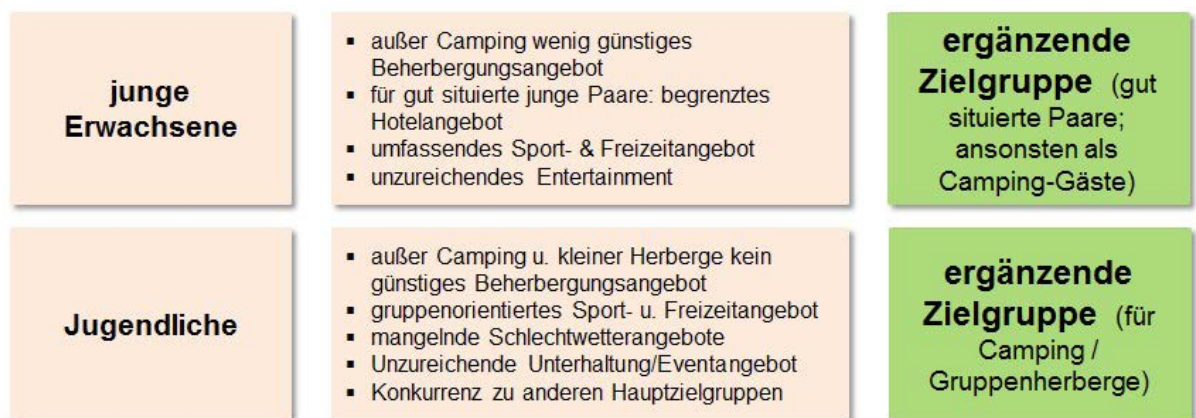 junge
Erwachsene
▪ außer Camping wenig günstiges
Beherbergungsangebot
▪ für gut situierte junge Paare: begrenztes
Hotelangebot
▪ umfassendes Sport- & Freizeitangebot
▪ unzureichendes Entertainment
ergänzende
Zielgruppe (gut
situierte Paare;
ansonsten als
Camping-Gäste)
Jugendliche
▪ außer Camping u. kleiner Herberge kein
günstiges Beherbergungsangebot
▪ gruppenorientiertes Sport- u. Freizeitangebot
▪ mangelnde Schlechtwetterangebote
▪ Unzureichende Unterhaltung/Eventangebot
▪ Konkurrenz zu anderen Hauptzielgruppen
ergänzende
Zielgruppe (für
Camping /
Gruppenherberge)